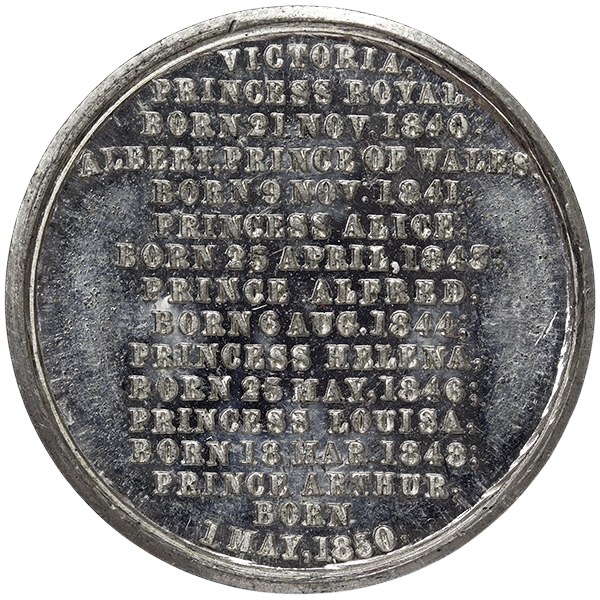 VICTORIA,
PRINCESS ROYAL.
BORN 21 NOV. 1840;
ALBERT, PRINCE OF WALES,
BORN 9 NOV. 1841;
PRINCESS ALICE.
BORN 25 APRIL, 1843;
PRINCE ALFRED.
BORN 6 AUG. 1844;
PRINCESS HELENA.
BORN 25 MAY, 1846;
PRINCESS LOUISA.
BORN 18 MAR. 1848;
PRINCE ARTHUR.
BORN
1 MAY, 1850;